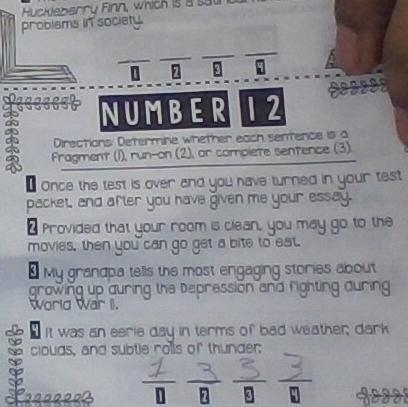 Huckleberry Finn, which is a
problems in society.
1 2 3 4
NUMBER 12
Directions: Determine whether each sentence is a
fragment (1), run-on (2), or complete sentence (3).
1 Once the test is over and you have turned in your test
packet, and after you have given me your essay.
2 Provided that your room is clean, you may go to the
movies, then you can go get a bite to eat.
3 My grandpa tells the most engaging stories about
growing up during the Depression and fighting during
World War II.
4 It was an eerie day in terms of bad weather; dark
clouds, and subtle rolls of thunder.
1 3 3 3
1 2 3 4